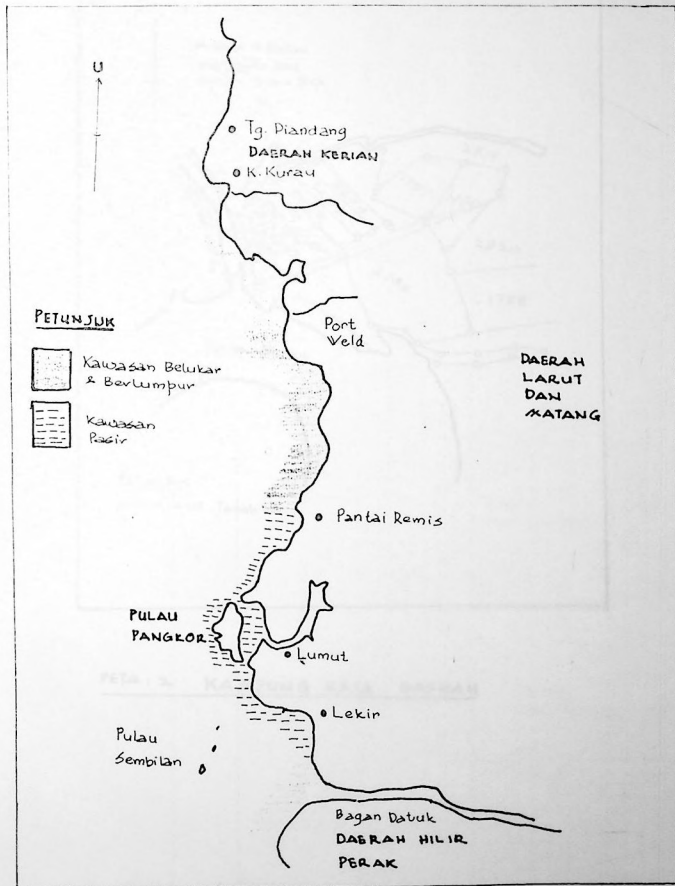 U
Tg. Piandang
DAERAH KERIAN
K. Kurau
PETUNJUK
Kawasan Belukar
& Berlumpur
Kawasan
Pasir
Port
Weld
DAERAH
LARUT
DAN
MATANG
Pantai Remis
PULAU
PANGKOR
Lumut
Lekir
Pulau
Sembilan
Bagan Datuk
DAERAH HILIR
PERAK